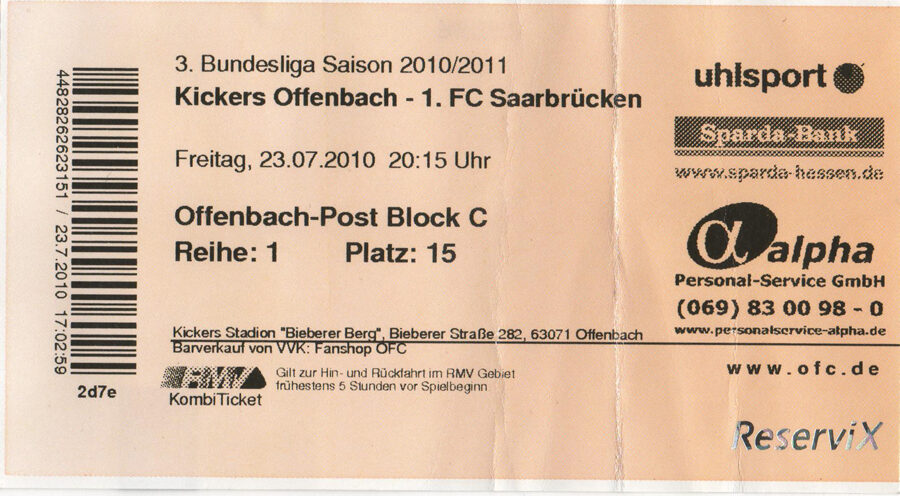 44828262623151 / 23.7.2010 17:02:59
2d7e
3. Bundesliga Saison 2010/2011
Kickers Offenbach - 1. FC Saarbrücken
Freitag, 23.07.2010 20:15 Uhr
Offenbach-Post Block C
Reihe: 1 Platz: 15
Kickers Stadion "Bieberer Berg", Bieberer Straße 282, 63071 Offenbach
Barverkauf von VVK: Fanshop OFC
RMV
KombiTicket
Gilt zur Hin- und Rückfahrt im RMV Gebiet
frühestens 5 Stunden vor Spielbeginn
uhlsport
Sparda-Bank
www.sparda-hessen.de
α alpha
Personal-Service GmbH
(069) 83 00 98 - 0
www.personalservice-alpha.de
www.ofc.de
ReserviX